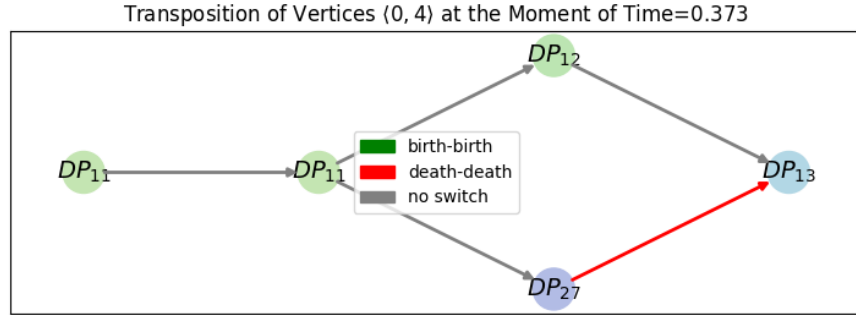 Transposition of Vertices ⟨0, 4⟩ at the Moment of Time=0.373
DP₁₂
DP₁₁
DP₁₁
birth-birth
death-death
no switch
DP₁₃
DP₂₇